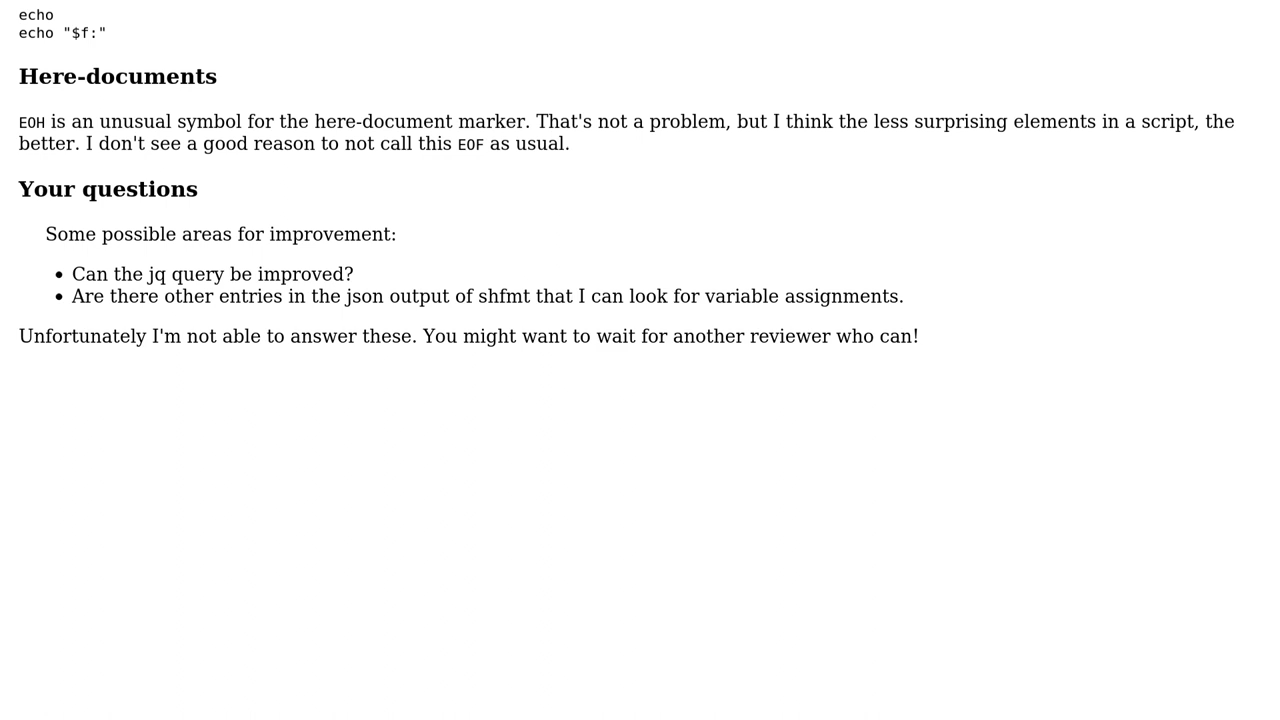 echo
echo "$f:"
Here-documents
EOH is an unusual symbol for the here-document marker. That's not a problem, but I think the less surprising elements in a script, the
better. I don't see a good reason to not call this EOF as usual.
Your questions
Some possible areas for improvement:
• Can the jq query be improved?
• Are there other entries in the json output of shfmt that I can look for variable assignments.
Unfortunately I'm not able to answer these. You might want to wait for another reviewer who can!